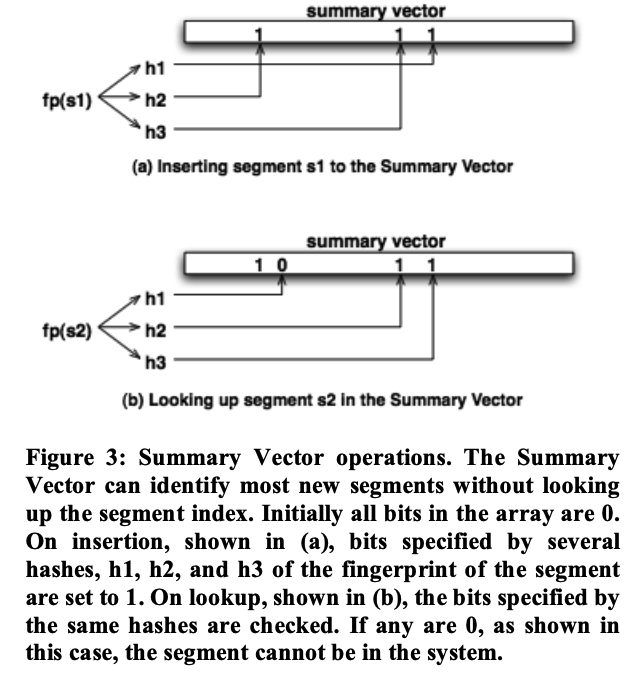 summary vector
1 1 1
h1
fp(s1) h2
h3
(a) Inserting segment s1 to the Summary Vector
summary vector
1 0 1 1
h1
fp(s2) h2
h3
(b) Looking up segment s2 in the Summary Vector
Figure 3: Summary Vector operations. The Summary
Vector can identify most new segments without looking
up the segment index. Initially all bits in the array are 0.
On insertion, shown in (a), bits specified by several
hashes, h1, h2, and h3 of the fingerprint of the segment
are set to 1. On lookup, shown in (b), the bits specified by
the same hashes are checked. If any are 0, as shown in
this case, the segment cannot be in the system.